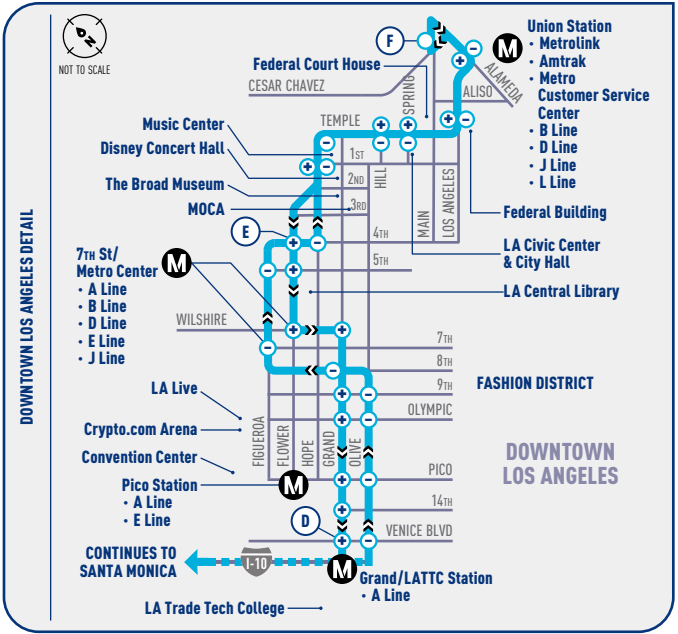 DOWNTOWN LOS ANGELES DETAIL
N
NOT TO SCALE
F
M
Union Station
• Metrolink
• Amtrak
• Metro
Customer Service
Center
• B Line
• D Line
• J Line
• L Line
Federal Court House
CESAR CHAVEZ
SPRING
ALAMEDA
ALISO
TEMPLE
Music Center
Disney Concert Hall
The Broad Museum
MOCA
1ST
2ND
3RD
HILL
MAIN
LOS ANGELES
Federal Building
E
4TH
5TH
LA Civic Center
& City Hall
7TH St/
Metro Center
• A Line
• B Line
• D Line
• E Line
• J Line
M
LA Central Library
WILSHIRE
7TH
8TH
9TH
FASHION DISTRICT
OLYMPIC
LA Live
Crypto.com Arena
Convention Center
FIGUEROA
FLOWER
HOPE
GRAND
OLIVE
DOWNTOWN
LOS ANGELES
PICO
Pico Station
• A Line
• E Line
M
14TH
D
VENICE BLVD
CONTINUES TO
SANTA MONICA
I-10
M
Grand/LATTC Station
• A Line
LA Trade Tech College